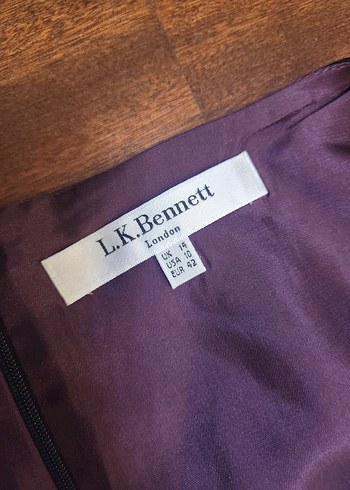 L.K.Bennett
London
UK 14
USA 10
EUR 42